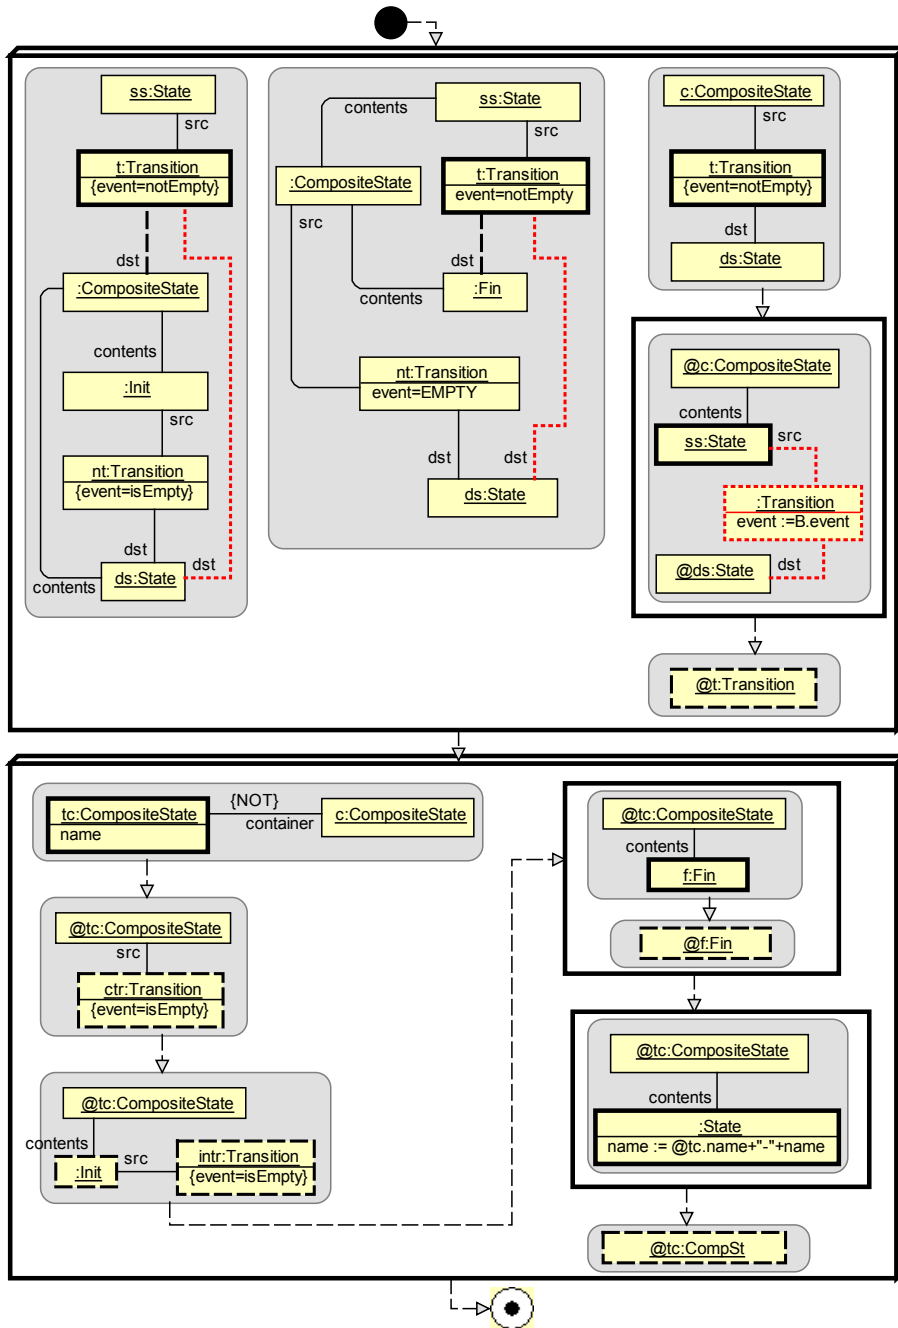 ss:State
src
t:Transition
{event=notEmpty}
dst
:CompositeState
contents
:Init
src
nt:Transition
{event=isEmpty}
dst
dst
contents
ds:State
contents
ss:State
src
:CompositeState
t:Transition
event=notEmpty
src
dst
contents
:Fin
nt:Transition
event=EMPTY
dst
dst
ds:State
c:CompositeState
src
t:Transition
{event=notEmpty}
dst
ds:State
@c:CompositeState
contents
ss:State
src
:Transition
event :=B.event
@ds:State
dst
@t:Transition
tc:CompositeState
name
{NOT}
container
c:CompositeState
@tc:CompositeState
src
ctr:Transition
{event=isEmpty}
@tc:CompositeState
contents
:Init
src
intr:Transition
{event=isEmpty}
@tc:CompositeState
contents
f:Fin
@f:Fin
@tc:CompositeState
contents
:State
name := @tc.name+"-"+name
@tc:CompSt